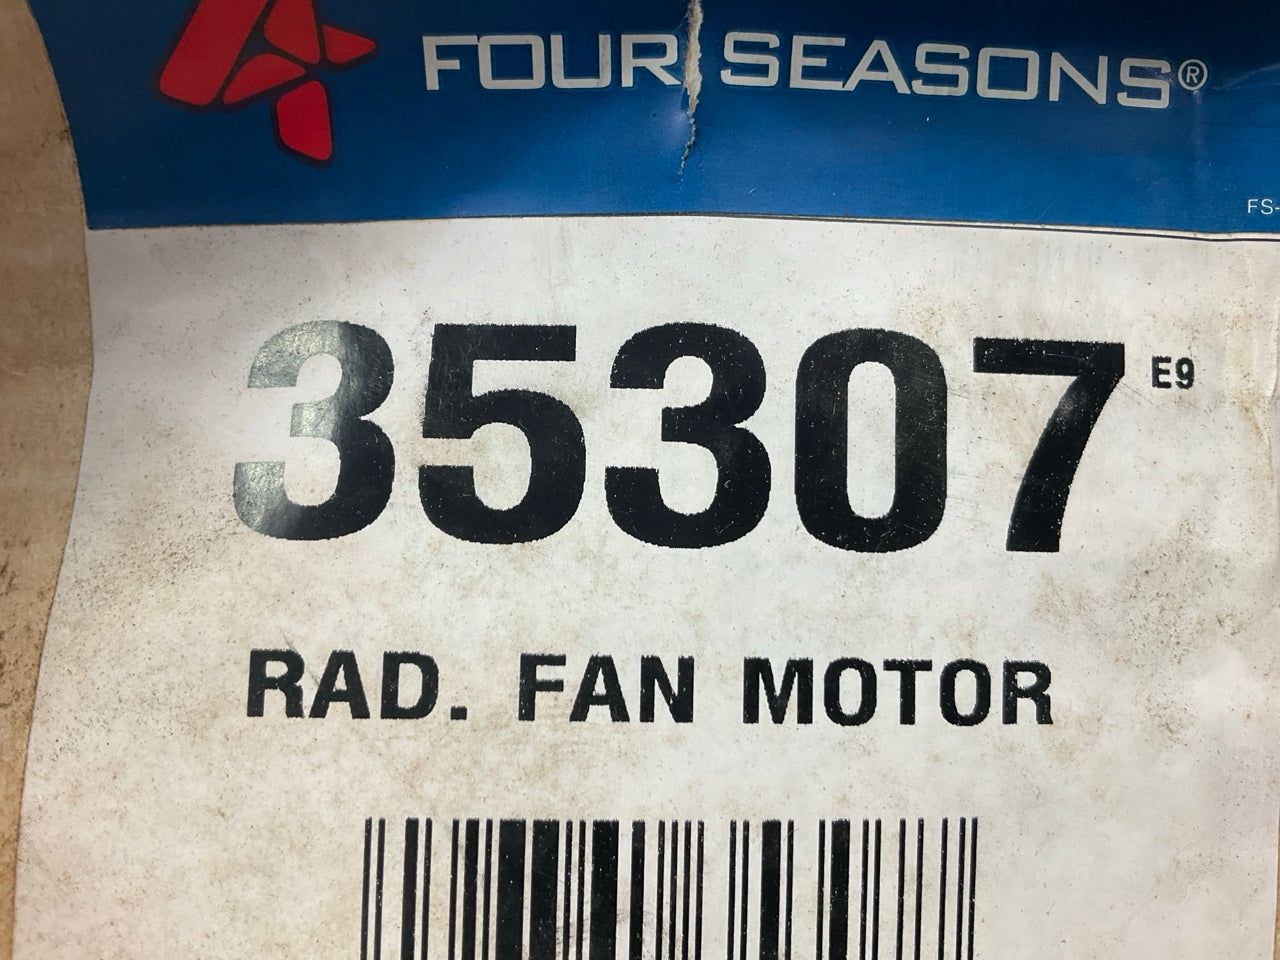 FOUR SEASONS®
FS-
35307 E9
RAD. FAN MOTOR